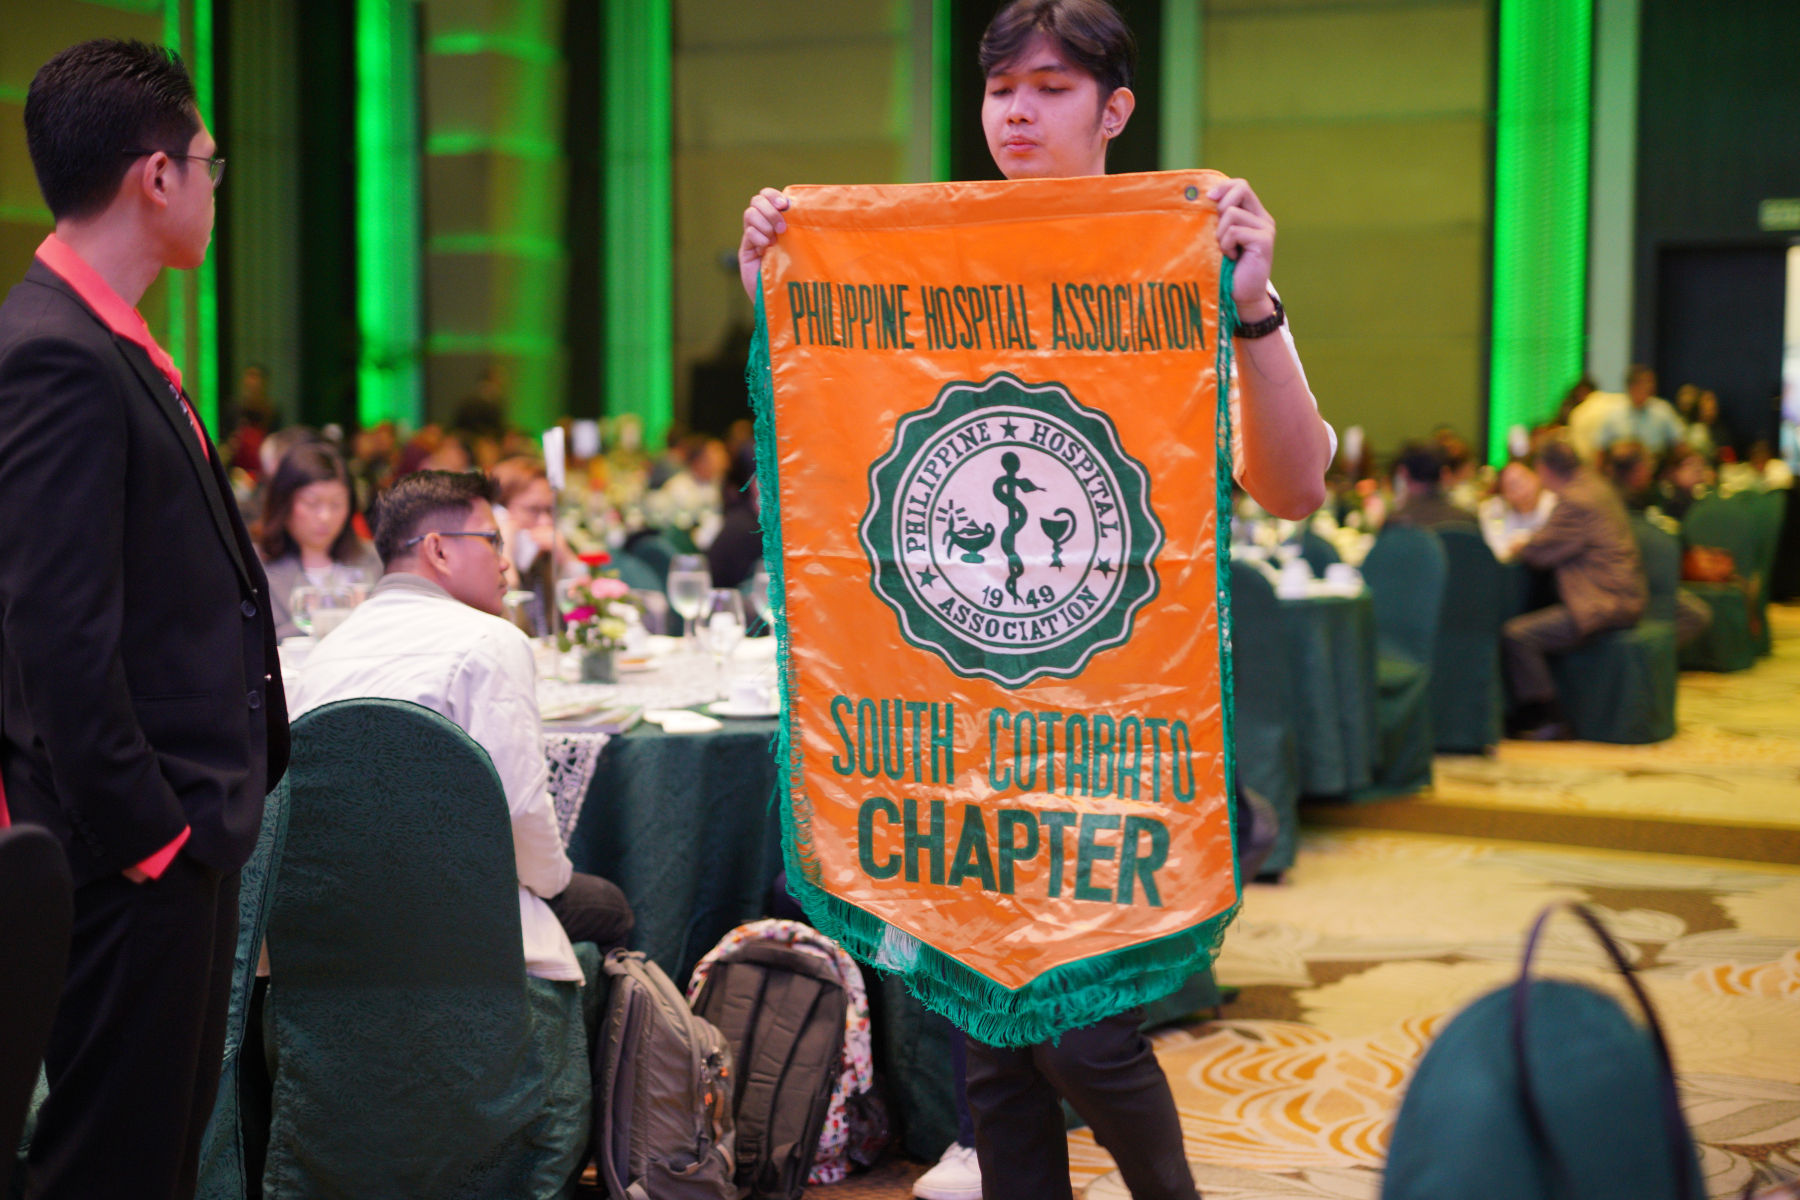 PHILIPPINE HOSPITAL ASSOCIATION
PHILIPPINE ★ HOSPITAL
★ ASSOCIATION ★
19 49
SOUTH COTABATO
CHAPTER